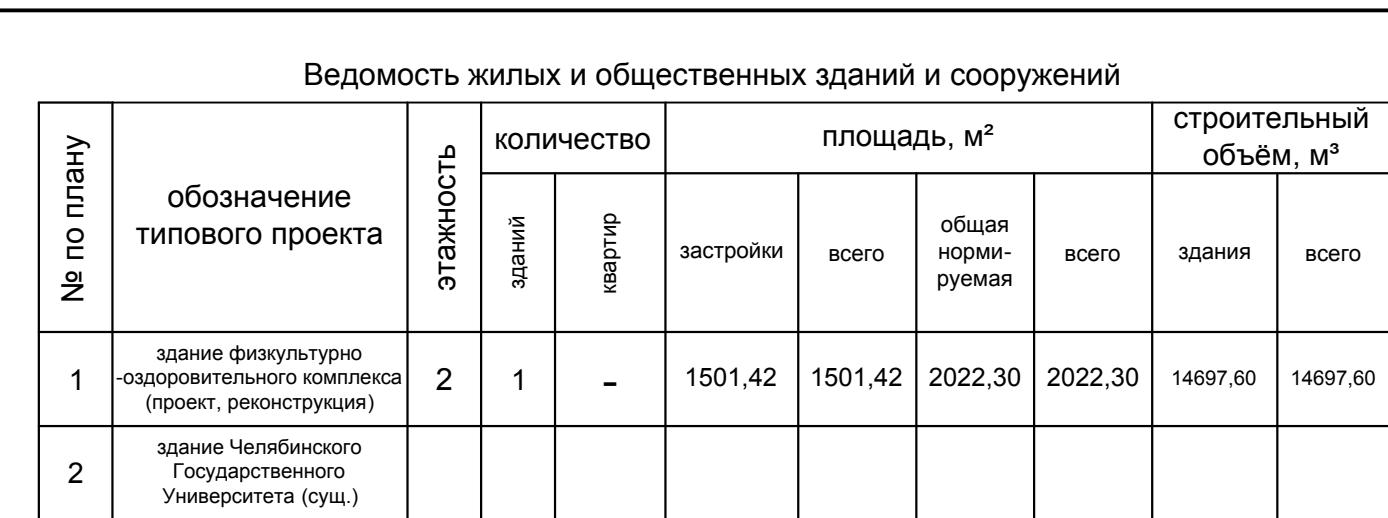 Ведомость жилых и общественных зданий и сооружений
№ по плану
обозначение
типового проекта
этажность
количество
площадь, м²
строительный
объём, м³
зданий
квартир
застройки
всего
общая
норми-
руемая
всего
здания
всего
1
здание физкультурно
-оздоровительного комплекса
(проект, реконструкция)
2
1
-
1501,42
1501,42
2022,30
2022,30
14697,60
14697,60
2
здание Челябинского
Государственного
Университета (сущ.)